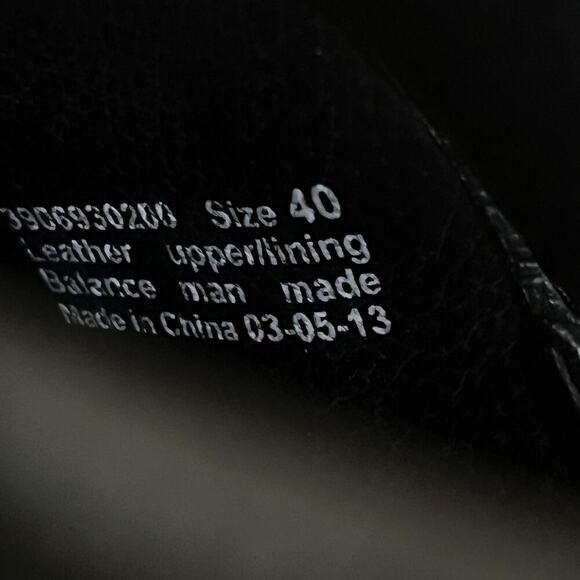 3906930200 Size 40
Leather upper/lining
Balance man made
Made in China 03-05-13